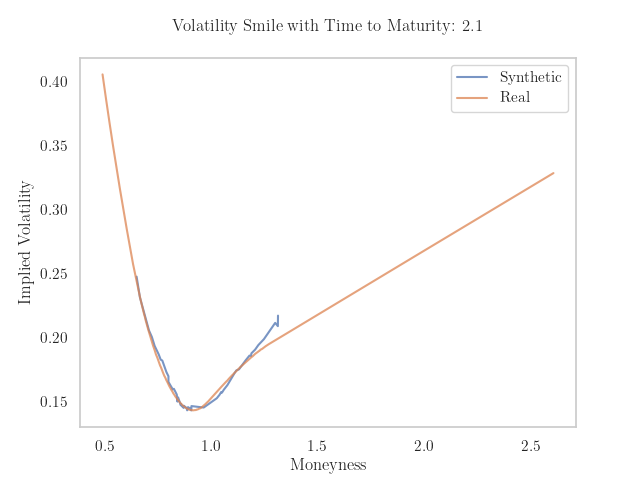 Volatility Smile with Time to Maturity: 2.1
Synthetic
Real
Implied Volatility
0.40
0.35
0.30
0.25
0.20
0.15
0.5 1.0 1.5 2.0 2.5
Moneyness